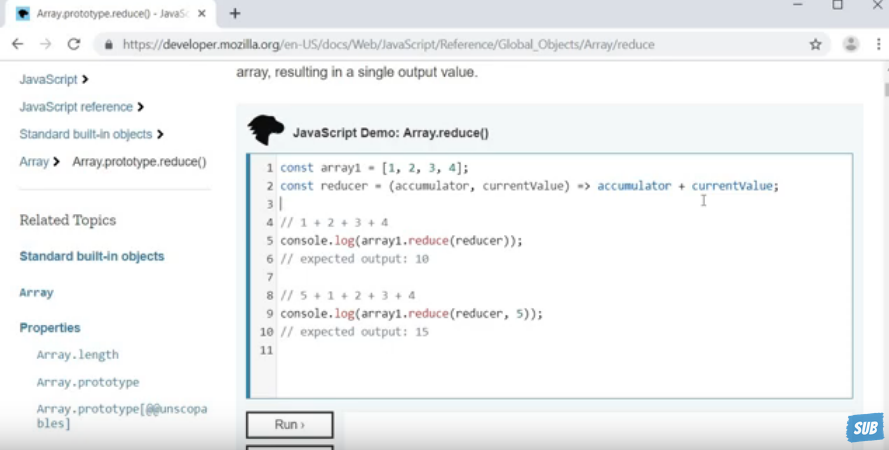 Array.prototype.reduce() - JavaSc
https://developer.mozilla.org/en-US/docs/Web/JavaScript/Reference/Global_Objects/Array/reduce
JavaScript
JavaScript reference
Standard built-in objects
Array Array.prototype.reduce()
Related Topics
Standard built-in objects
Array
Properties
Array.length
Array.prototype
Array.prototype[@@unscopa
bles]
array, resulting in a single output value.
JavaScript Demo: Array.reduce()
1 const array1 = [1, 2, 3, 4];
2 const reducer = (accumulator, currentValue) => accumulator + currentValue;
3
4 // 1 + 2 + 3 + 4
5 console.log(array1.reduce(reducer));
6 // expected output: 10
7
8 // 5 + 1 + 2 + 3 + 4
9 console.log(array1.reduce(reducer, 5));
10 // expected output: 15
11
Run ›
SUB